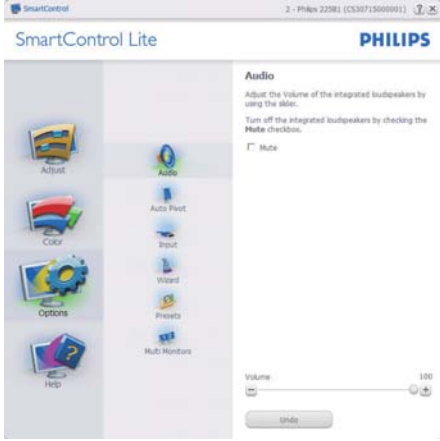 SmartControl
2 - Philips 225B1 (CS30715000001)
SmartControl Lite
PHILIPS
Adjust
Color
Options
Help
Audio
Auto Pivot
Input
Wizard
Presets
Multi Monitors
Audio
Adjust the Volume of the integrated loudspeakers by
using the slider.
Turn off the integrated loudspeakers by checking the
Mute checkbox.
Mute
Volume
100
Undo